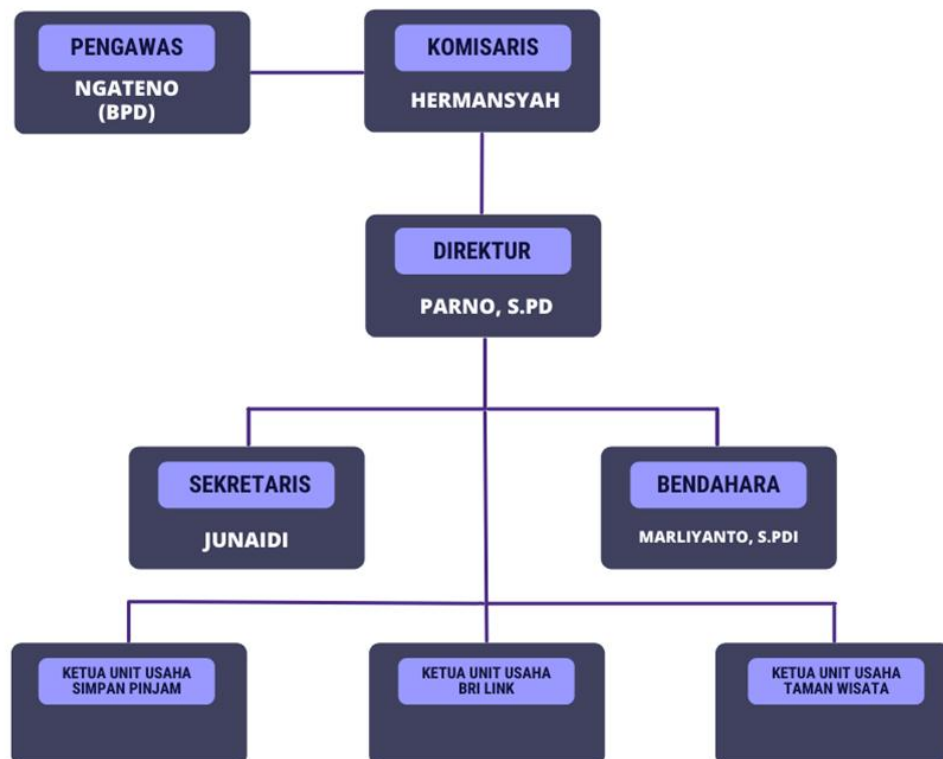 PENGAWAS
NGATENO
(BPD)
KOMISARIS
HERMANSYAH
DIREKTUR
PARNO, S.PD
SEKRETARIS
JUNAIDI
BENDAHARA
MARLIYANTO, S.PDI
KETUA UNIT USAHA
SIMPAN PINJAM
KETUA UNIT USAHA
BRI LINK
KETUA UNIT USAHA
TAMAN WISATA